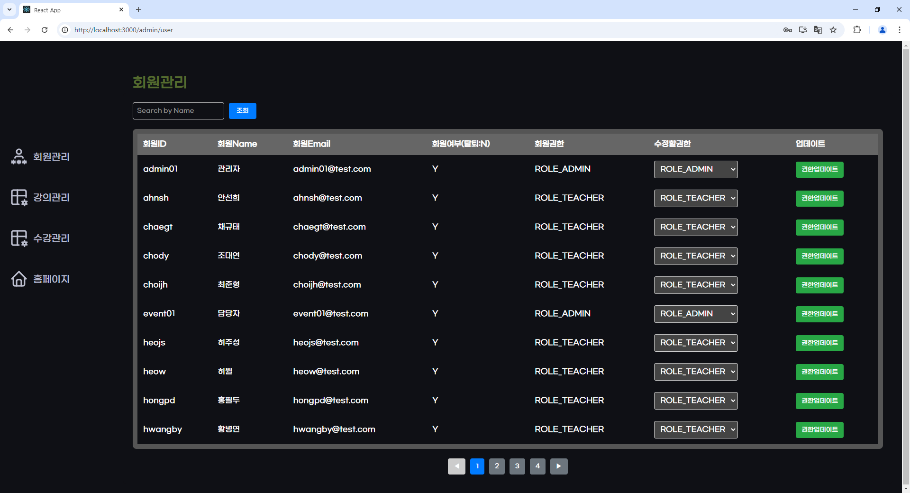 React App
http://localhost:3000/admin/user
회원관리
Search by Name 조회
회원관리
강의관리
수강관리
홈페이지
회원ID 회원Name 회원Email 회원여부(탈퇴:N) 회원권한 수정할권한 업데이트
admin01 관리자 admin01@test.com Y ROLE_ADMIN ROLE_ADMIN 권한업데이트
ahnsh 안선희 ahnsh@test.com Y ROLE_TEACHER ROLE_TEACHER 권한업데이트
chaegt 채규태 chaegt@test.com Y ROLE_TEACHER ROLE_TEACHER 권한업데이트
chody 조대연 chody@test.com Y ROLE_TEACHER ROLE_TEACHER 권한업데이트
choijh 최준형 choijh@test.com Y ROLE_TEACHER ROLE_TEACHER 권한업데이트
event01 담당자 event01@test.com Y ROLE_ADMIN ROLE_ADMIN 권한업데이트
heojs 허주성 heojs@test.com Y ROLE_TEACHER ROLE_TEACHER 권한업데이트
heow 허원 heow@test.com Y ROLE_TEACHER ROLE_TEACHER 권한업데이트
hongpd 홍필두 hongpd@test.com Y ROLE_TEACHER ROLE_TEACHER 권한업데이트
hwangby 황병연 hwangby@test.com Y ROLE_TEACHER ROLE_TEACHER 권한업데이트
◀ 1 2 3 4 ▶